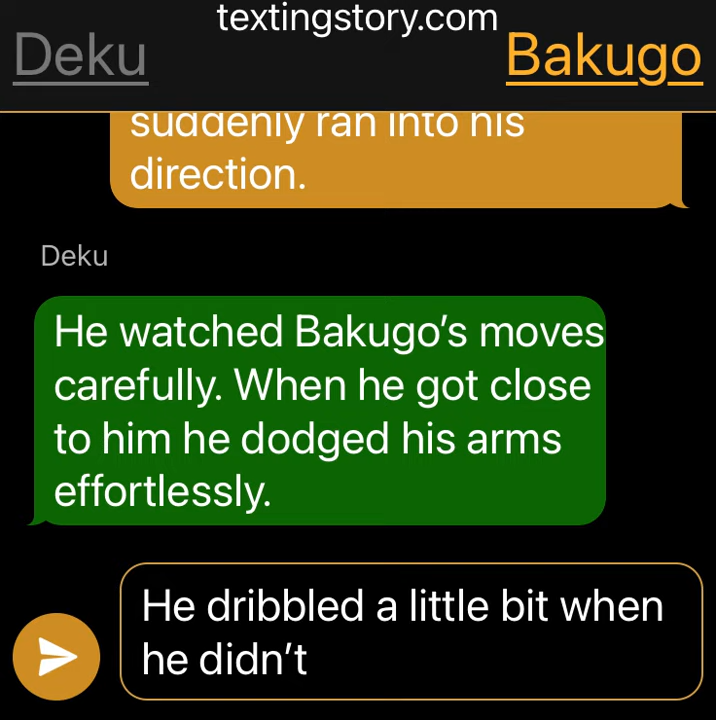 textingstory.com
Deku
Bakugo
suddenly ran into his
direction.
Deku
He watched Bakugo’s moves
carefully. When he got close
to him he dodged his arms
effortlessly.
He dribbled a little bit when
he didn’t